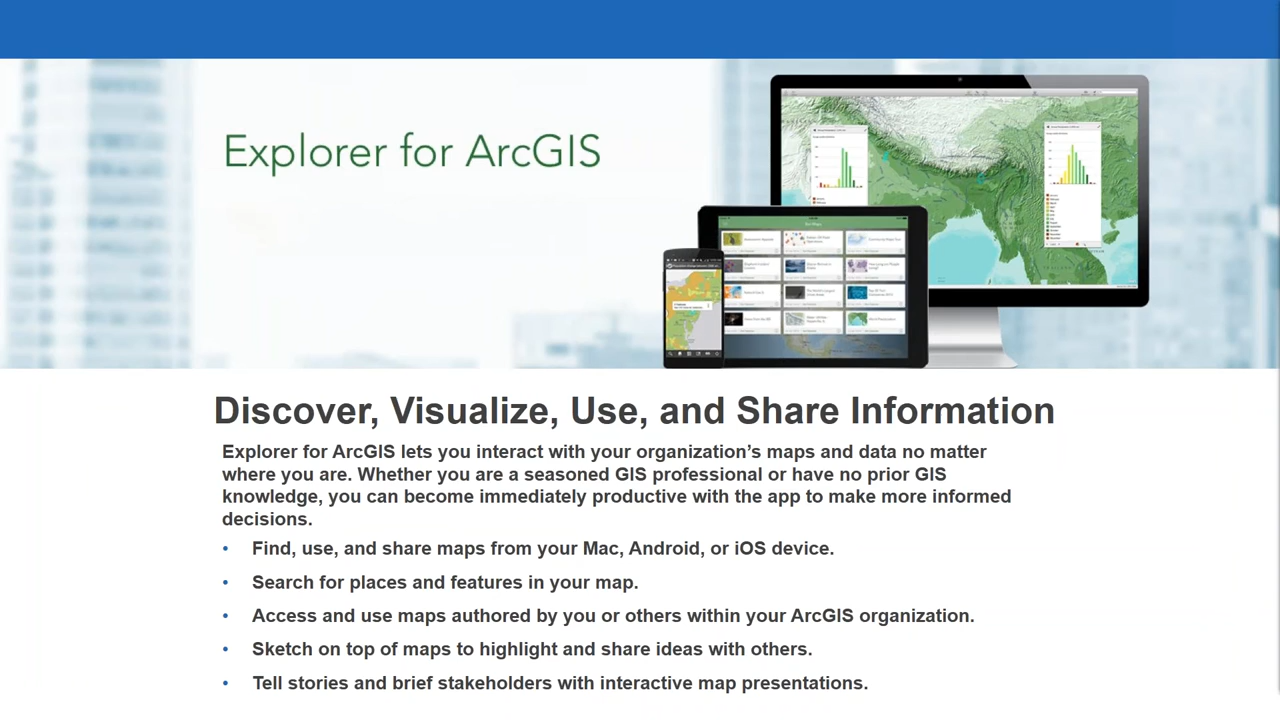 Explorer for ArcGIS
Discover, Visualize, Use, and Share Information
Explorer for ArcGIS lets you interact with your organization’s maps and data no matter
where you are. Whether you are a seasoned GIS professional or have no prior GIS
knowledge, you can become immediately productive with the app to make more informed
decisions.
• Find, use, and share maps from your Mac, Android, or iOS device.
• Search for places and features in your map.
• Access and use maps authored by you or others within your ArcGIS organization.
• Sketch on top of maps to highlight and share ideas with others.
• Tell stories and brief stakeholders with interactive map presentations.